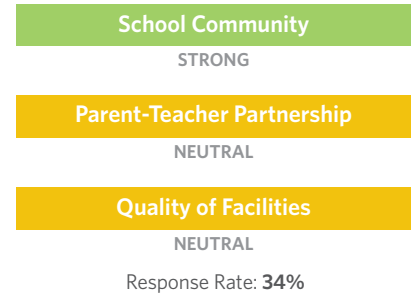 School Community
STRONG
Parent-Teacher Partnership
NEUTRAL
Quality of Facilities
NEUTRAL
Response Rate: 34%